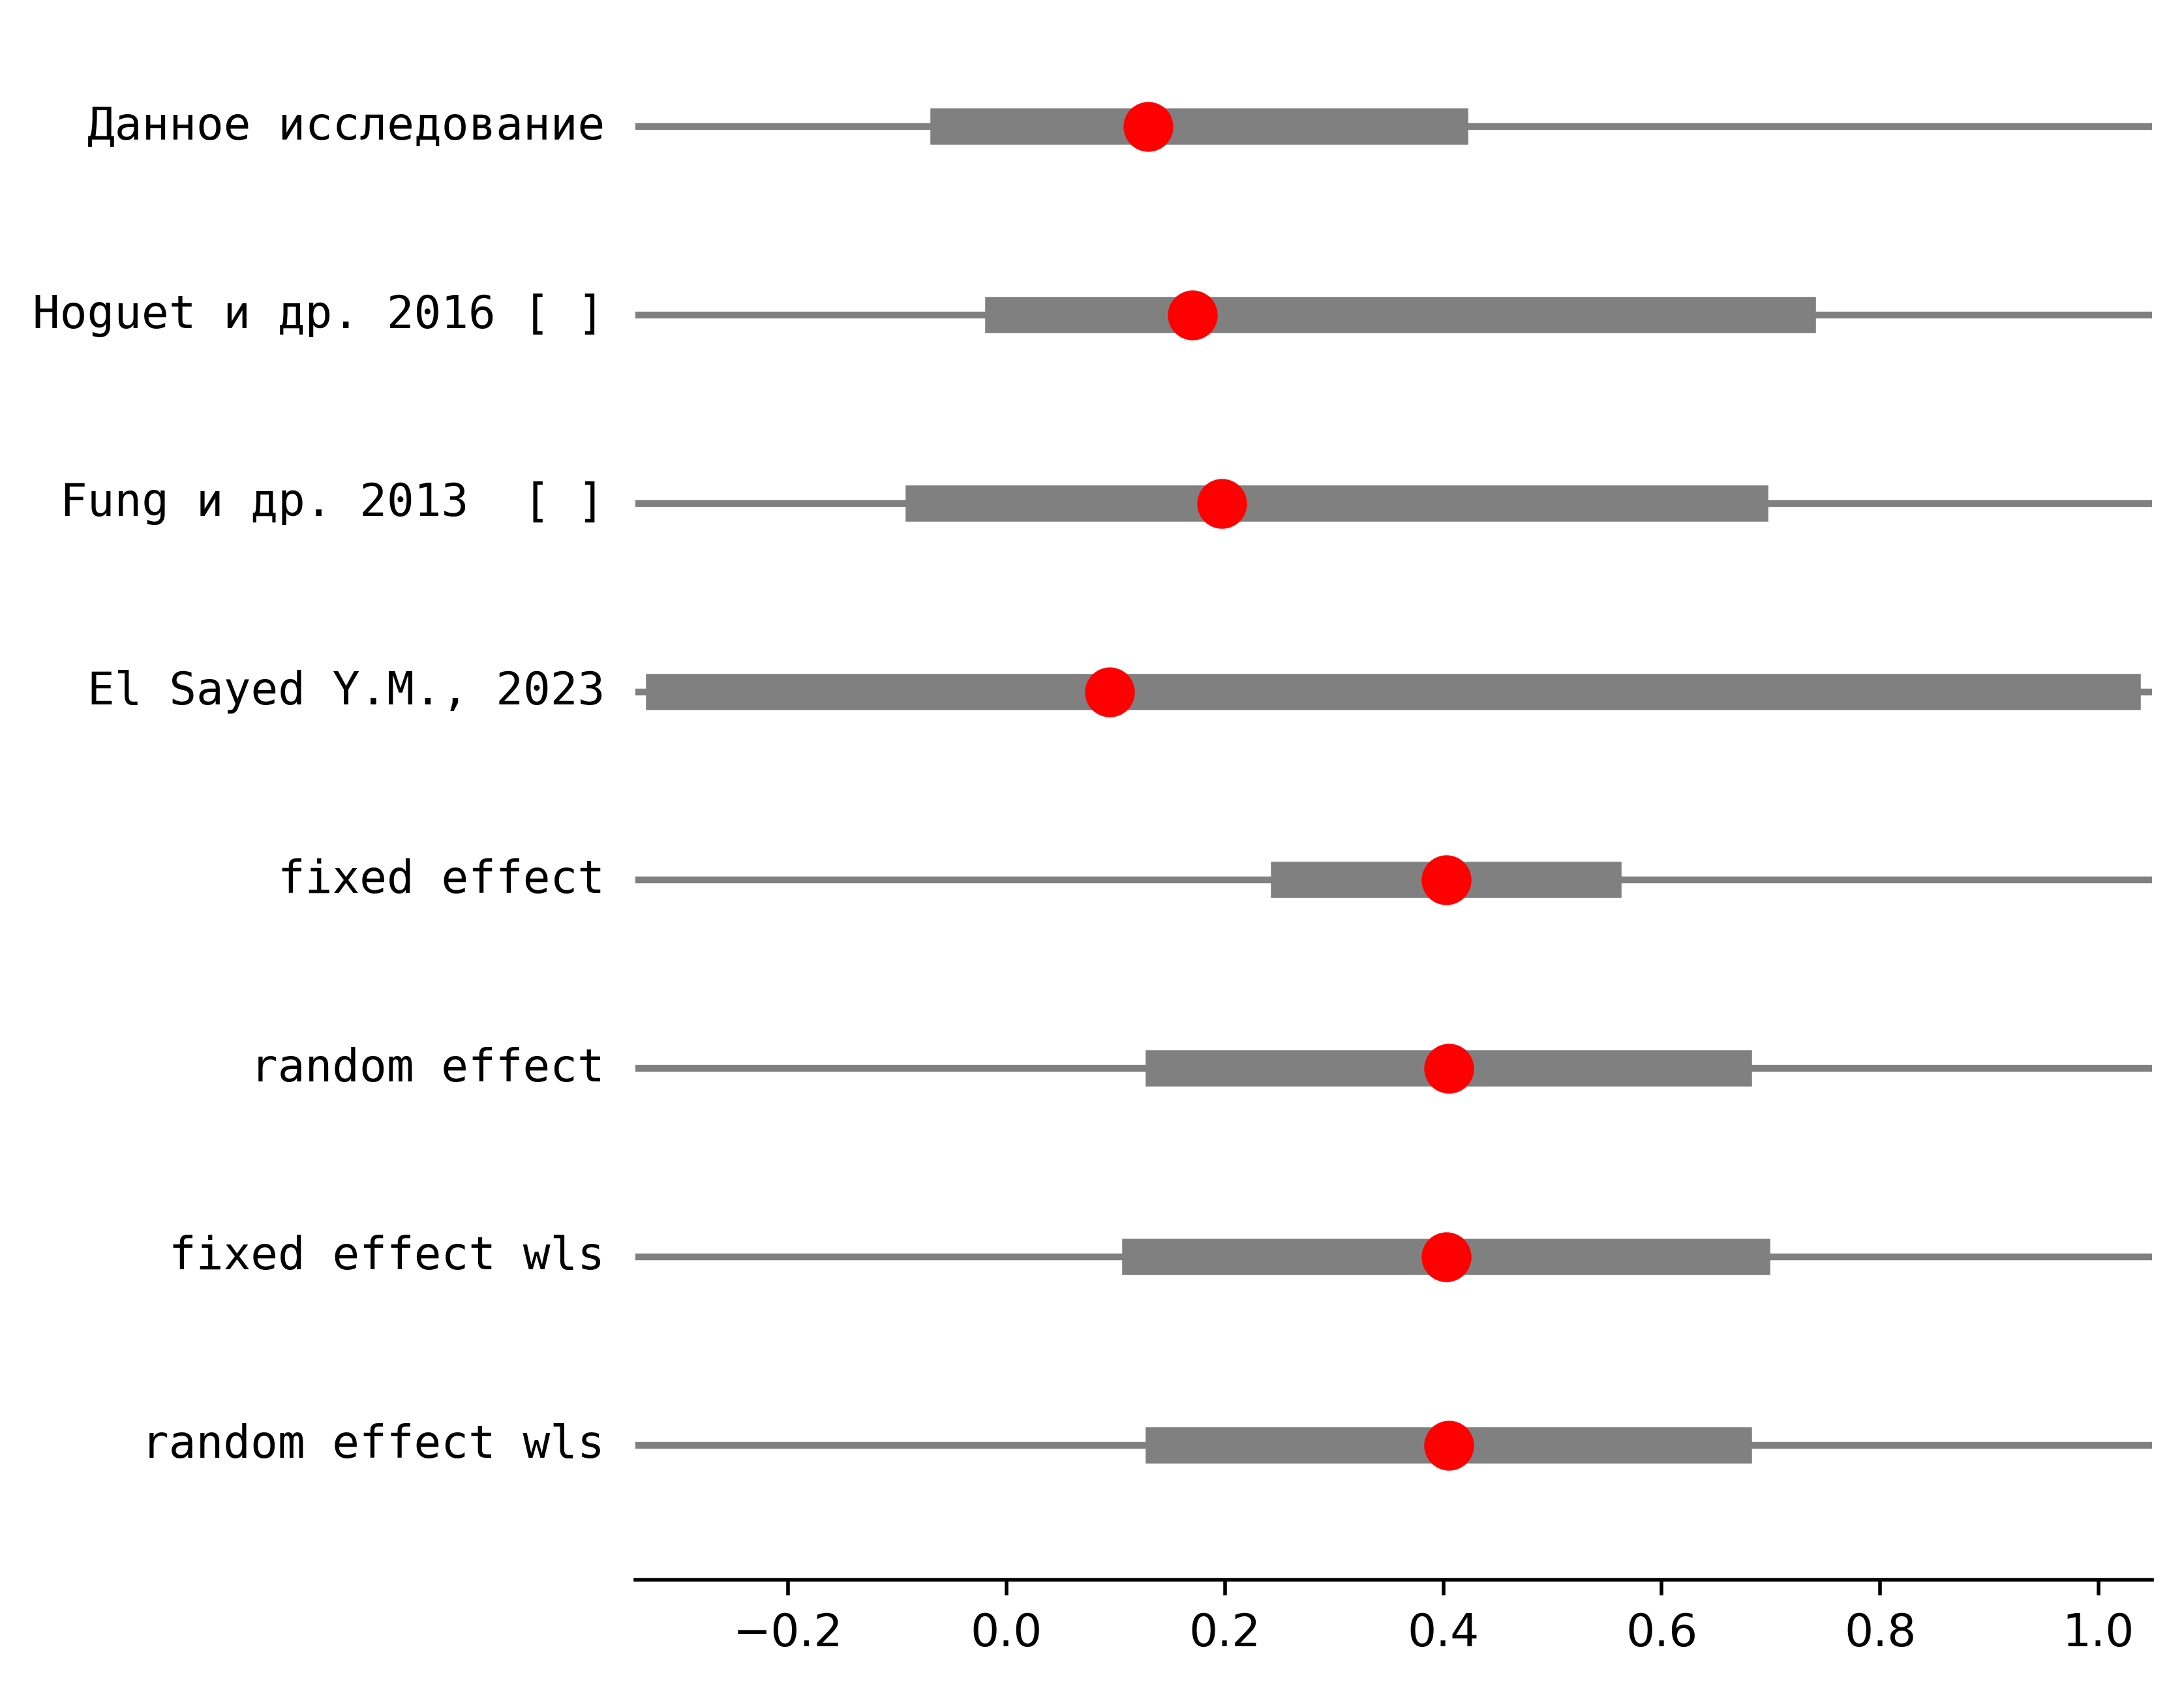 Данное исследование
Hoguet и др. 2016 [ ]
Fung и др. 2013  [ ]
El Sayed Y.M., 2023
fixed effect
random effect
fixed effect wls
random effect wls
−0.2 0.0 0.2 0.4 0.6 0.8 1.0